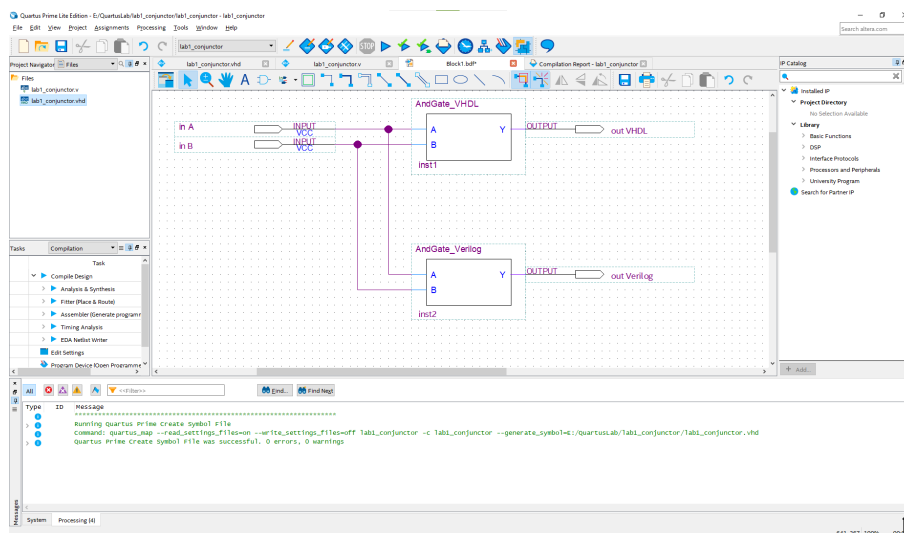 Quartus Prime Lite Edition - E:/QuartusLab/lab1_conjunctor/lab1_conjunctor - lab1_conjunctor
File Edit View Project Assignments Processing Tools Window Help
Search altera.com
lab1_conjunctor
Project Navigator Files
lab1_conjunctor.vhd
lab1_conjunctor.v
Block1.bdf*
Compilation Report - lab1_conjunctor
IP Catalog
Files
lab1_conjunctor.v
lab1_conjunctor.vhd
AndGate_VHDL
in A INPUT VCC A Y OUTPUT out VHDL
in B INPUT VCC B
inst1
AndGate_Verilog
A Y OUTPUT out Verilog
B
inst2
Installed IP
Project Directory
No Selection Available
Library
Basic Functions
DSP
Interface Protocols
Processors and Peripherals
University Program
Search for Partner IP
+ Add...
Tasks Compilation
Task
Compile Design
Analysis & Synthesis
Fitter (Place & Route)
Assembler (Generate programr
Timing Analysis
EDA Netlist Writer
Edit Settings
Program Device (Open Programme
All <<Filter>> Find... Find Next
Type ID Message
*******************************************************************
Running Quartus Prime Create Symbol File
Command: quartus_map --read_settings_files=on --write_settings_files=off lab1_conjunctor -c lab1_conjunctor --generate_symbol=E:/QuartusLab/lab1_conjunctor/lab1_conjunctor.vhd
Quartus Prime Create Symbol File was successful. 0 errors, 0 warnings
Messages
System Processing (4)